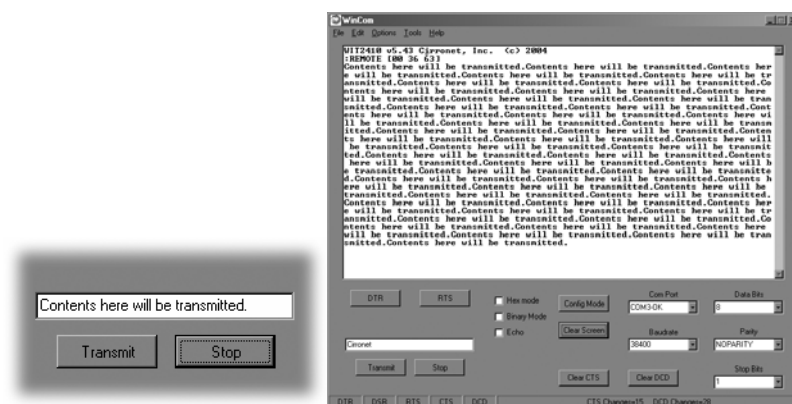 Contents here will be transmitted.
Transmit Stop
WinCom
File Edit Options Tools Help
WIT2410 v5.43 Cirronet, Inc. (c) 2004
:REMOTE [00 36 63]
Contents here will be transmitted.Contents here will be transmitted.Contents her
e will be transmitted.Contents here will be transmitted.Contents here will be tr
ansmitted.Contents here will be transmitted.Contents here will be transmitted.Co
ntents here will be transmitted.Contents here will be transmitted.Contents here
will be transmitted.Contents here will be transmitted.Contents here will be tran
smitted.Contents here will be transmitted.Contents here will be transmitted.Cont
ents here will be transmitted.Contents here will be transmitted.Contents here wi
ll be transmitted.Contents here will be transmitted.Contents here will be transm
itted.Contents here will be transmitted.Contents here will be transmitted.Conten
ts here will be transmitted.Contents here will be transmitted.Contents here will
be transmitted.Contents here will be transmitted.Contents here will be transmit
ted.Contents here will be transmitted.Contents here will be transmitted.Contents
here will be transmitted.Contents here will be transmitted.Contents here will b
e transmitted.Contents here will be transmitted.Contents here will be transmitte
d.Contents here will be transmitted.Contents here will be transmitted.Contents h
ere will be transmitted.Contents here will be transmitted.Contents here will be
transmitted.Contents here will be transmitted.Contents here will be transmitted.
Contents here will be transmitted.Contents here will be transmitted.Contents her
e will be transmitted.Contents here will be transmitted.Contents here will be tr
ansmitted.Contents here will be transmitted.Contents here will be transmitted.Co
ntents here will be transmitted.Contents here will be transmitted.Contents here
will be transmitted.Contents here will be transmitted.Contents here will be tran
smitted.Contents here will be transmitted.
DTR RTS Hex mode Config Mode Com Port Data Bits
Binary Mode COM3-OK 8
Echo Clear Screen Baudrate Parity
Cirronet 38400 NOPARITY
Transmit Stop Clear CTS Clear DCD Stop Bits
1
DTR DSR RTS CTS DCD CTS Changes=15 DCD Changes=28